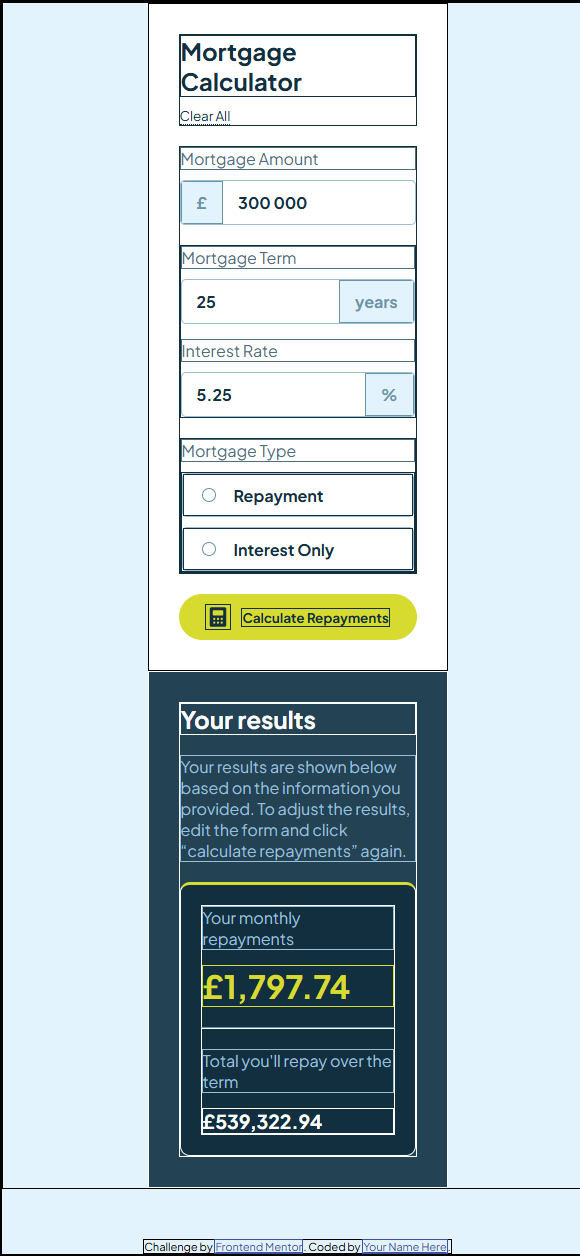 Mortgage
Calculator
Clear All
Mortgage Amount
£ 300 000
Mortgage Term
25 years
Interest Rate
5.25 %
Mortgage Type
Repayment
Interest Only
Calculate Repayments
Your results
Your results are shown below
based on the information you
provided. To adjust the results,
edit the form and click
“calculate repayments” again.
Your monthly
repayments
£1,797.74
Total you'll repay over the
term
£539,322.94
Challenge by Frontend Mentor. Coded by Your Name Here.